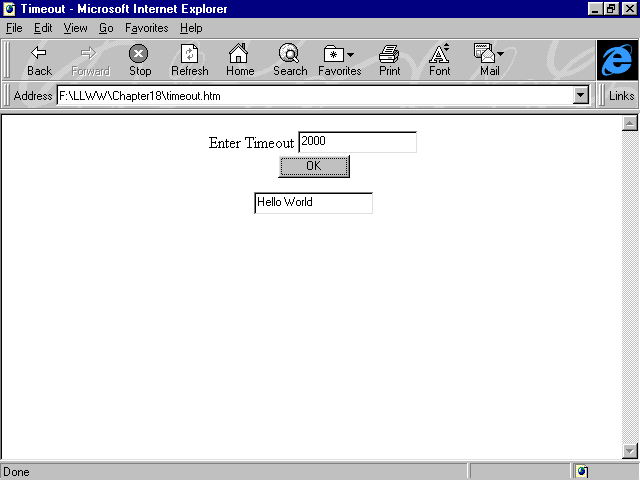 Timeout - Microsoft Internet Explorer
File Edit View Go Favorites Help
Back Forward Stop Refresh Home Search Favorites Print Font Mail
Address F:\LLWW\Chapter18\timeout.htm Links
Enter Timeout 2000
OK
Hello World
Done